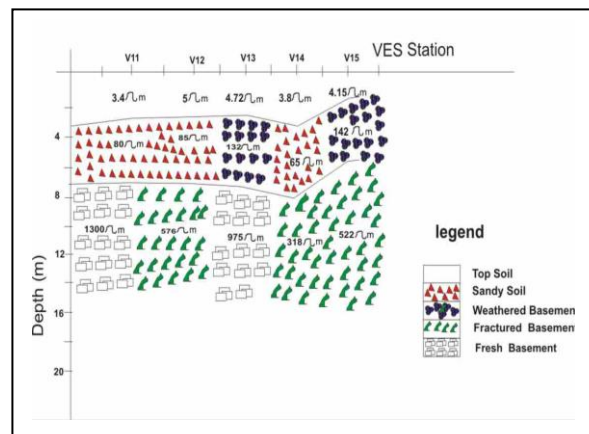 VES Station
V11 V12 V13 V14 V15
3.4Ωm 5Ωm 4.72Ωm 3.8Ωm 4.15Ωm
80Ωm 85Ωm 132Ωm 65Ωm 142Ωm
1300Ωm 576Ωm 975Ωm 318Ωm 522Ωm
4
8
12
16
20
Depth (m)
legend
Top Soil
Sandy Soil
Weathered Basement
Fractured Basement
Fresh Basement